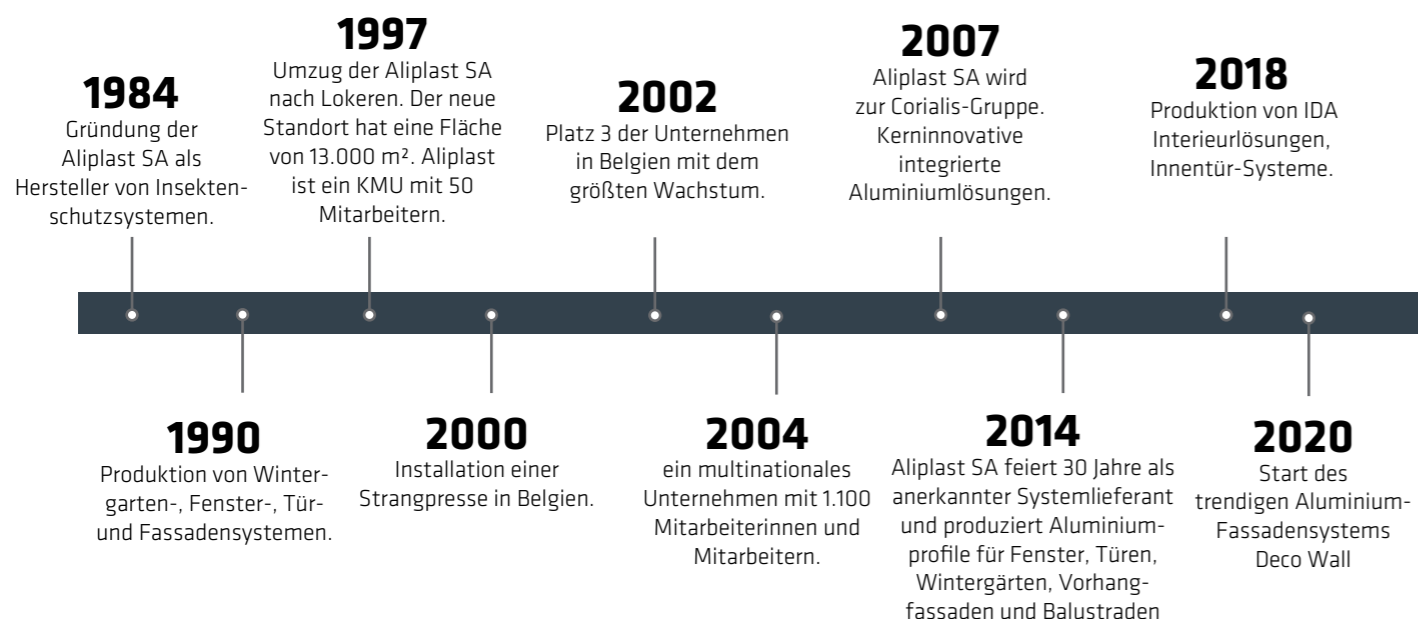 1984
Gründung der
Aliplast SA als
Hersteller von Insekten-
schutzsystemen.
1990
Produktion von Winter-
garten-, Fenster-, Tür-
und Fassadensystemen.
1997
Umzug der Aliplast SA
nach Lokeren. Der neue
Standort hat eine Fläche
von 13.000 m². Aliplast
ist ein KMU mit 50
Mitarbeitern.
2000
Installation einer
Strangpresse in Belgien.
2002
Platz 3 der Unternehmen
in Belgien mit dem
größten Wachstum.
2004
ein multinationales
Unternehmen mit 1.100
Mitarbeiterinnen und
Mitarbeitern.
2007
Aliplast SA wird
zur Corialis-Gruppe.
Kerninnovative
integrierte
Aluminiumlösungen.
2014
Aliplast SA feiert 30 Jahre als
anerkannter Systemlieferant
und produziert Aluminium-
profile für Fenster, Türen,
Wintergärten, Vorhang-
fassaden und Balustraden
2018
Produktion von IDA
Interieurlösungen,
Innentür-Systeme.
2020
Start des
trendigen Aluminium-
Fassadensystems
Deco Wall